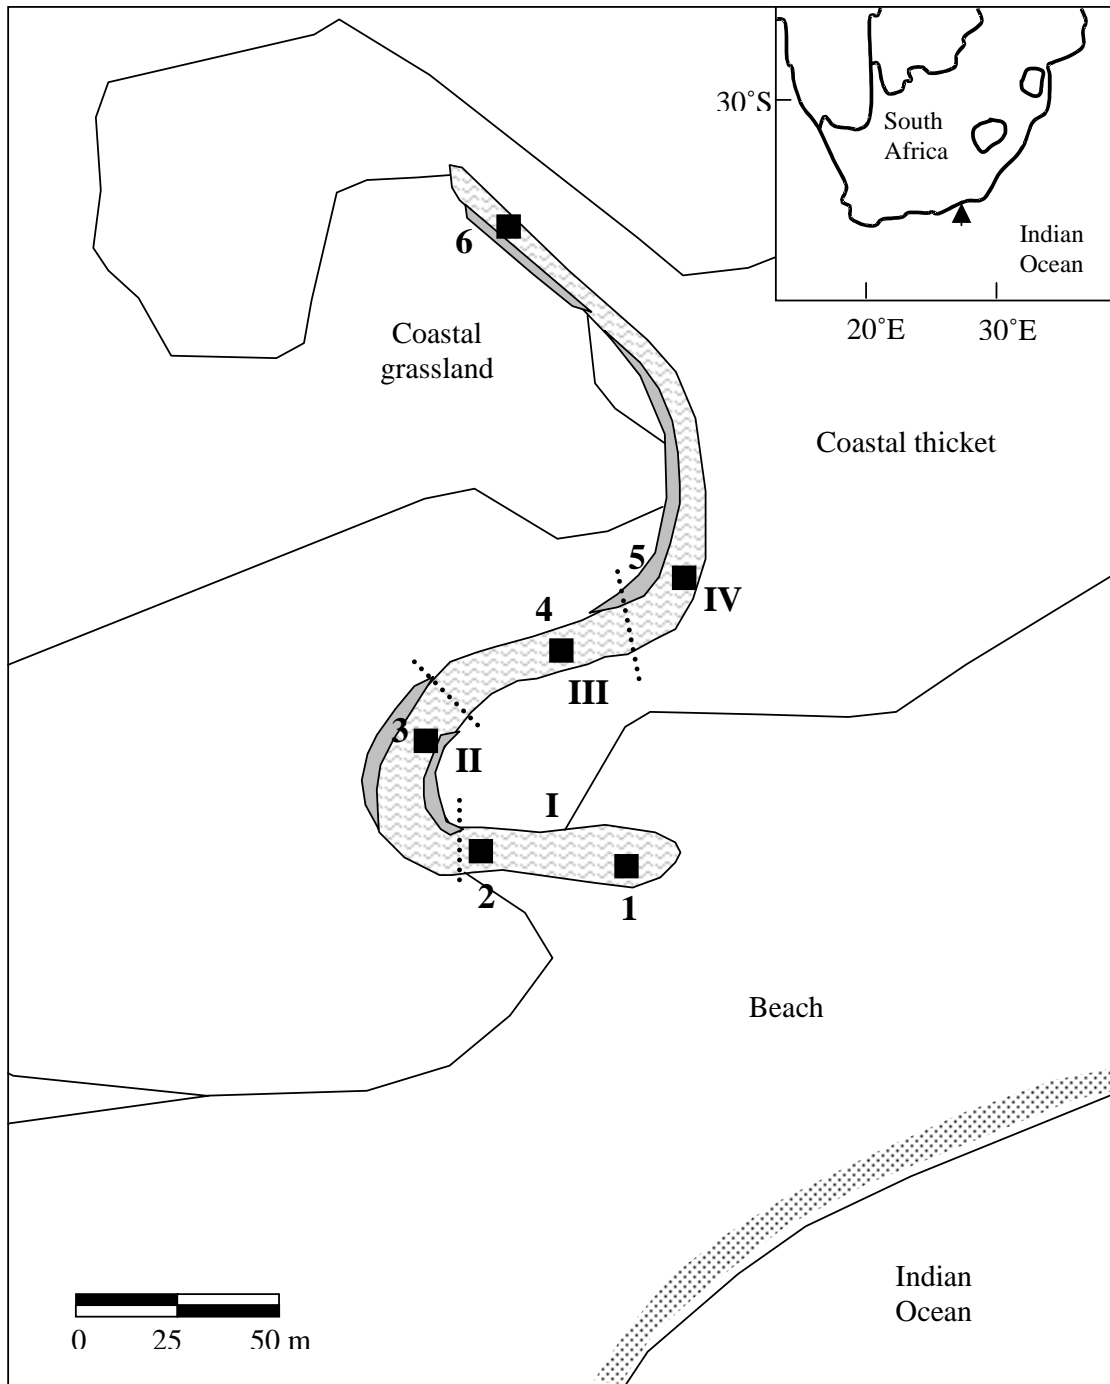 30˚S
South
Africa
Indian
Ocean
20˚E
30˚E
6
Coastal
grassland
Coastal thicket
5
IV
4
III
3
II
I
2
1
Beach
Indian
Ocean
0 25 50 m